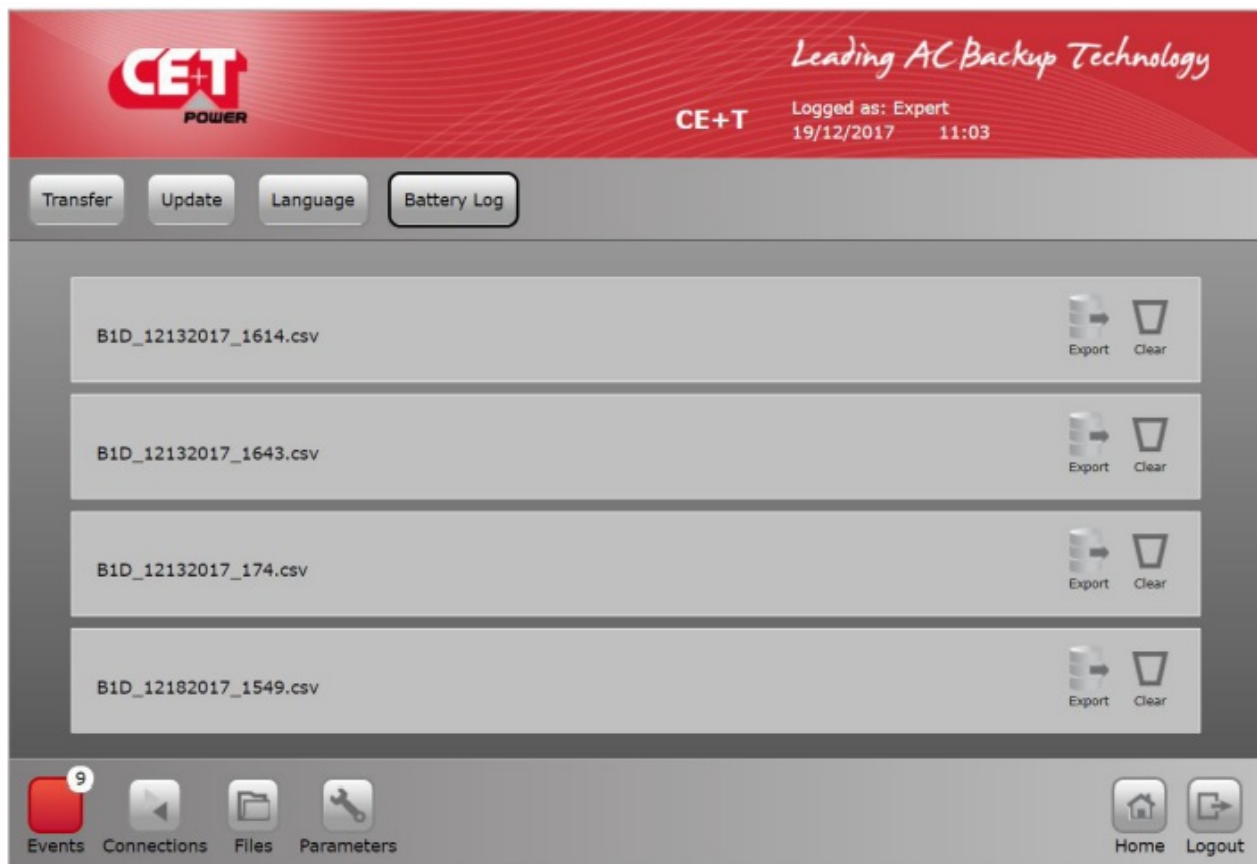 CE+T
POWER
Leading AC Backup Technology
CE+T
Logged as: Expert
19/12/2017 11:03
Transfer Update Language Battery Log
B1D_12132017_1614.csv
Export Clear
B1D_12132017_1643.csv
Export Clear
B1D_12132017_174.csv
Export Clear
B1D_12182017_1549.csv
Export Clear
9
Events Connections Files Parameters Home Logout